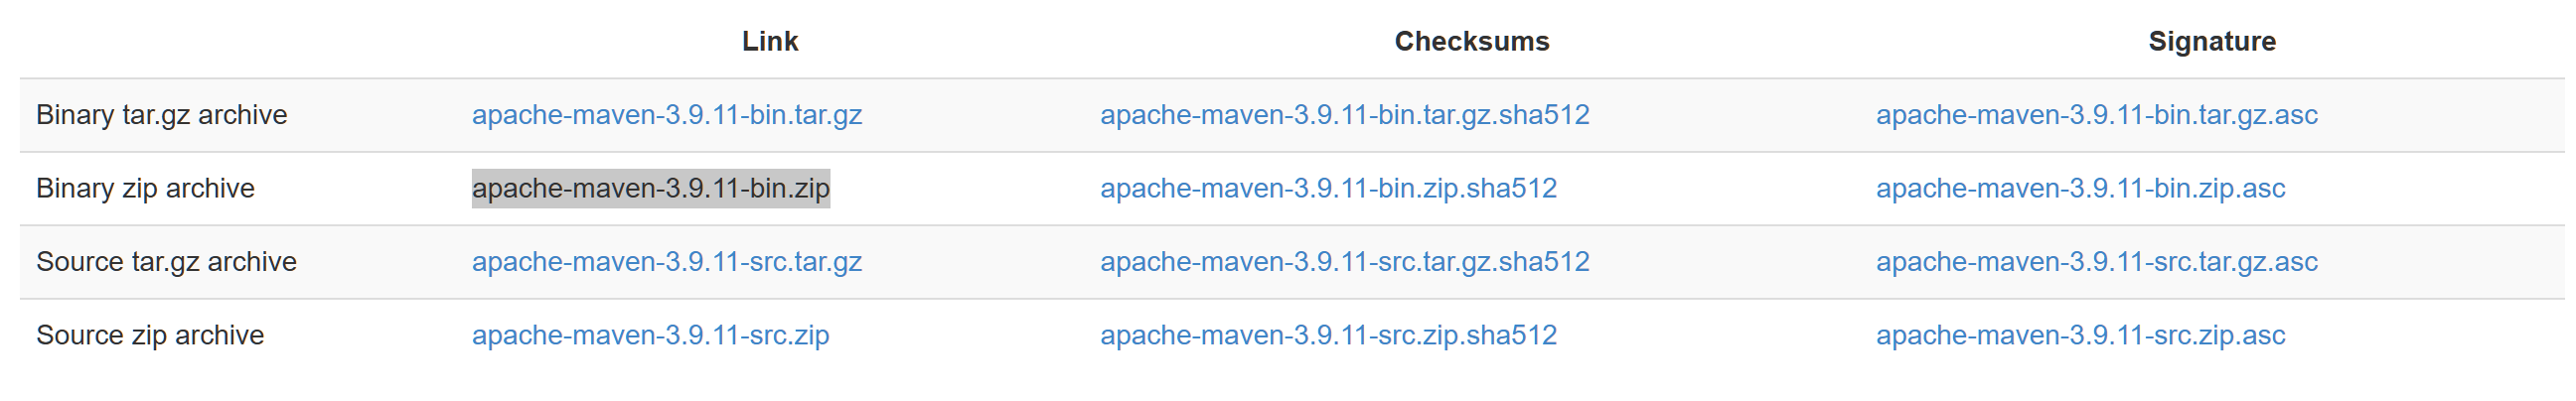 Link Checksums Signature
Binary tar.gz archive apache-maven-3.9.11-bin.tar.gz apache-maven-3.9.11-bin.tar.gz.sha512 apache-maven-3.9.11-bin.tar.gz.asc
Binary zip archive apache-maven-3.9.11-bin.zip apache-maven-3.9.11-bin.zip.sha512 apache-maven-3.9.11-bin.zip.asc
Source tar.gz archive apache-maven-3.9.11-src.tar.gz apache-maven-3.9.11-src.tar.gz.sha512 apache-maven-3.9.11-src.tar.gz.asc
Source zip archive apache-maven-3.9.11-src.zip apache-maven-3.9.11-src.zip.sha512 apache-maven-3.9.11-src.zip.asc